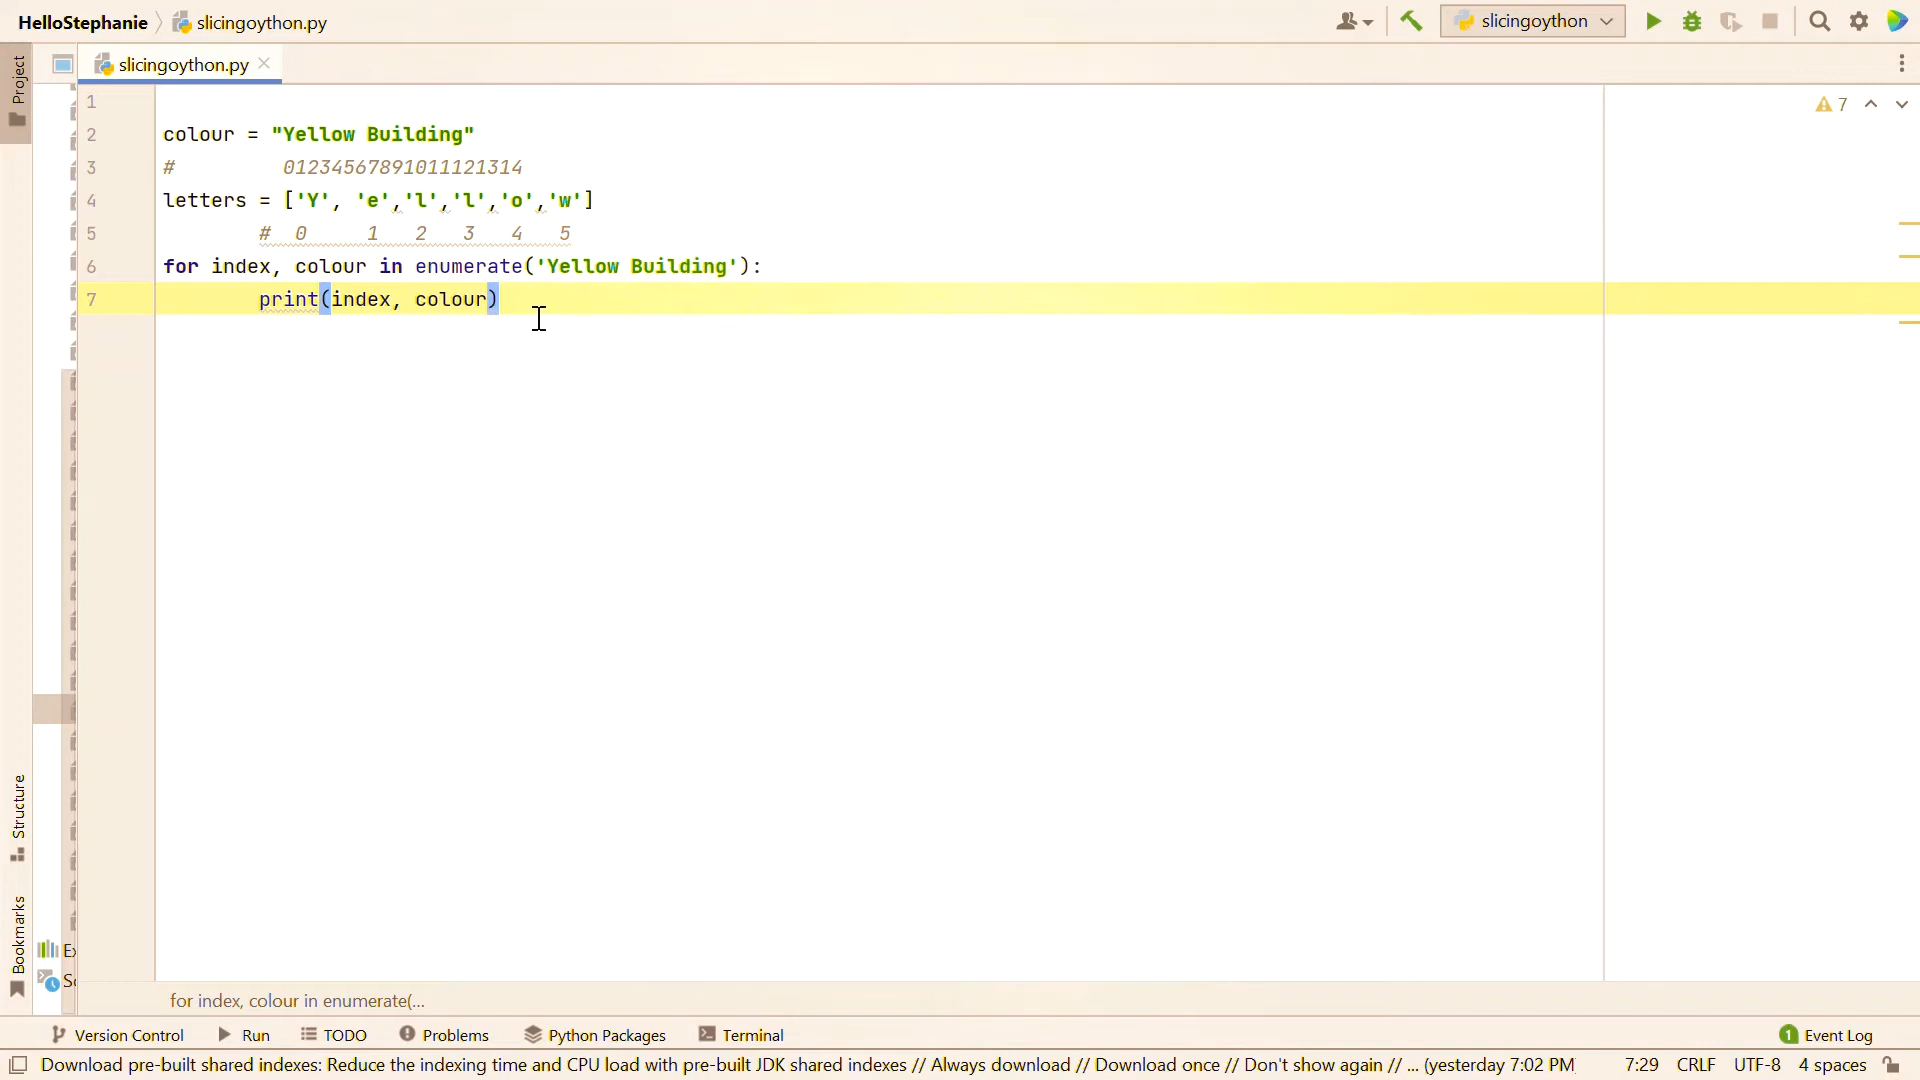 HelloStephanie slicingoython.py slicingoython
Project slicingoython.py
1
7
2 colour = "Yellow Building"
3 # 01234567891011121314
4 letters = ['Y', 'e','l','l','o','w']
5 # 0 1 2 3 4 5
6 for index, colour in enumerate('Yellow Building'):
7 print(index, colour)
Structure
Bookmarks
Ex
Sc
for index, colour in enumerate(...
Version Control Run TODO Problems Python Packages Terminal 1 Event Log
Download pre-built shared indexes: Reduce the indexing time and CPU load with pre-built JDK shared indexes // Always download // Download once // Don't show again // ... (yesterday 7:02 PM) 7:29 CRLF UTF-8 4 spaces